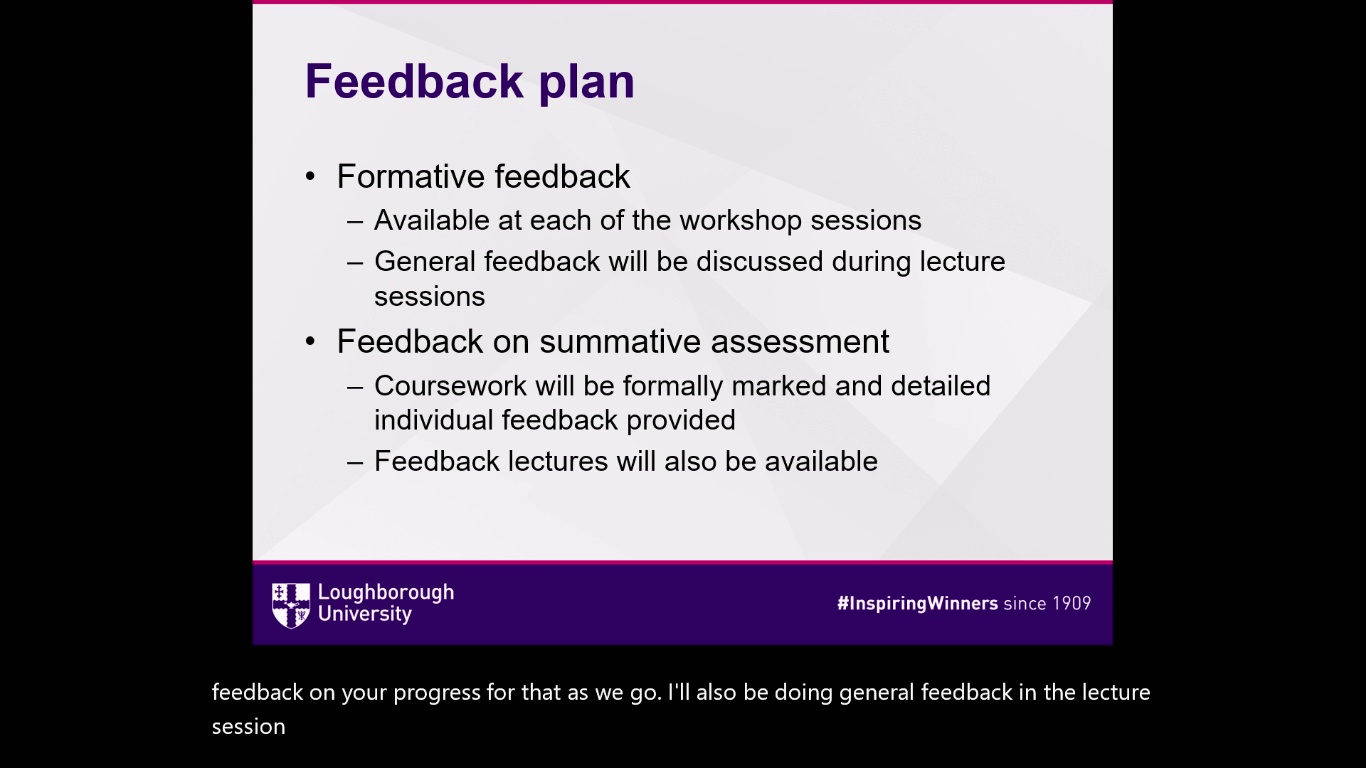 Feedback plan
• Formative feedback
– Available at each of the workshop sessions
– General feedback will be discussed during lecture
sessions
• Feedback on summative assessment
– Coursework will be formally marked and detailed
individual feedback provided
– Feedback lectures will also be available
Loughborough
University
#InspiringWinners since 1909
feedback on your progress for that as we go. I'll also be doing general feedback in the lecture
session